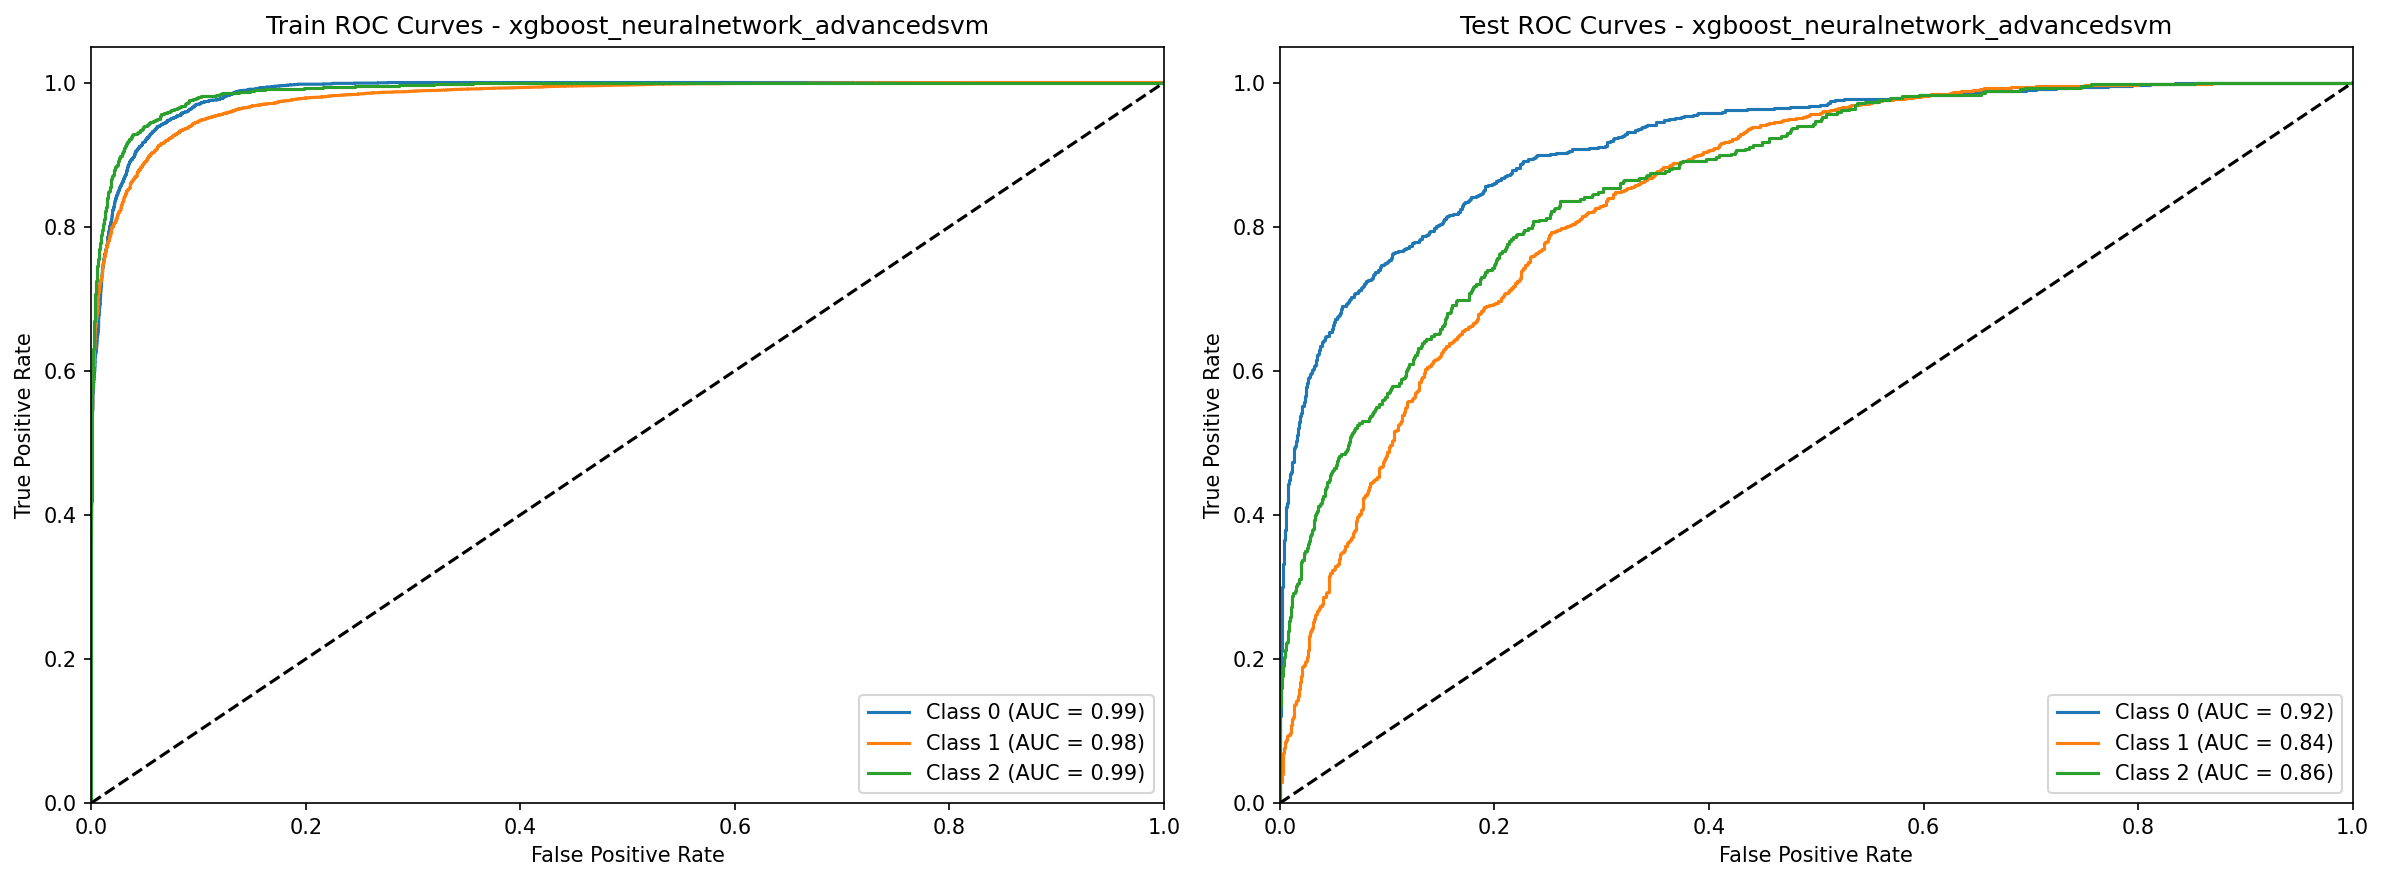 Train ROC Curves - xgboost_neuralnetwork_advancedsvm
True Positive Rate
1.0
0.8
0.6
0.4
0.2
0.0
0.0 0.2 0.4 0.6 0.8 1.0
False Positive Rate
Class 0 (AUC = 0.99)
Class 1 (AUC = 0.98)
Class 2 (AUC = 0.99)
Test ROC Curves - xgboost_neuralnetwork_advancedsvm
True Positive Rate
1.0
0.8
0.6
0.4
0.2
0.0
0.0 0.2 0.4 0.6 0.8 1.0
False Positive Rate
Class 0 (AUC = 0.92)
Class 1 (AUC = 0.84)
Class 2 (AUC = 0.86)